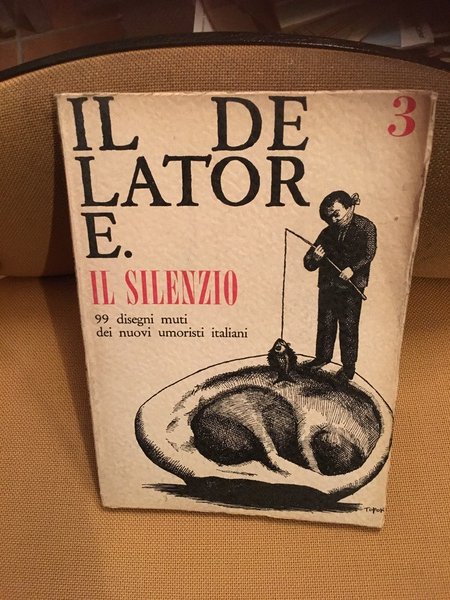 IL DE
LATOR
E.
3
IL SILENZIO
99 disegni muti
dei nuovi umoristi italiani